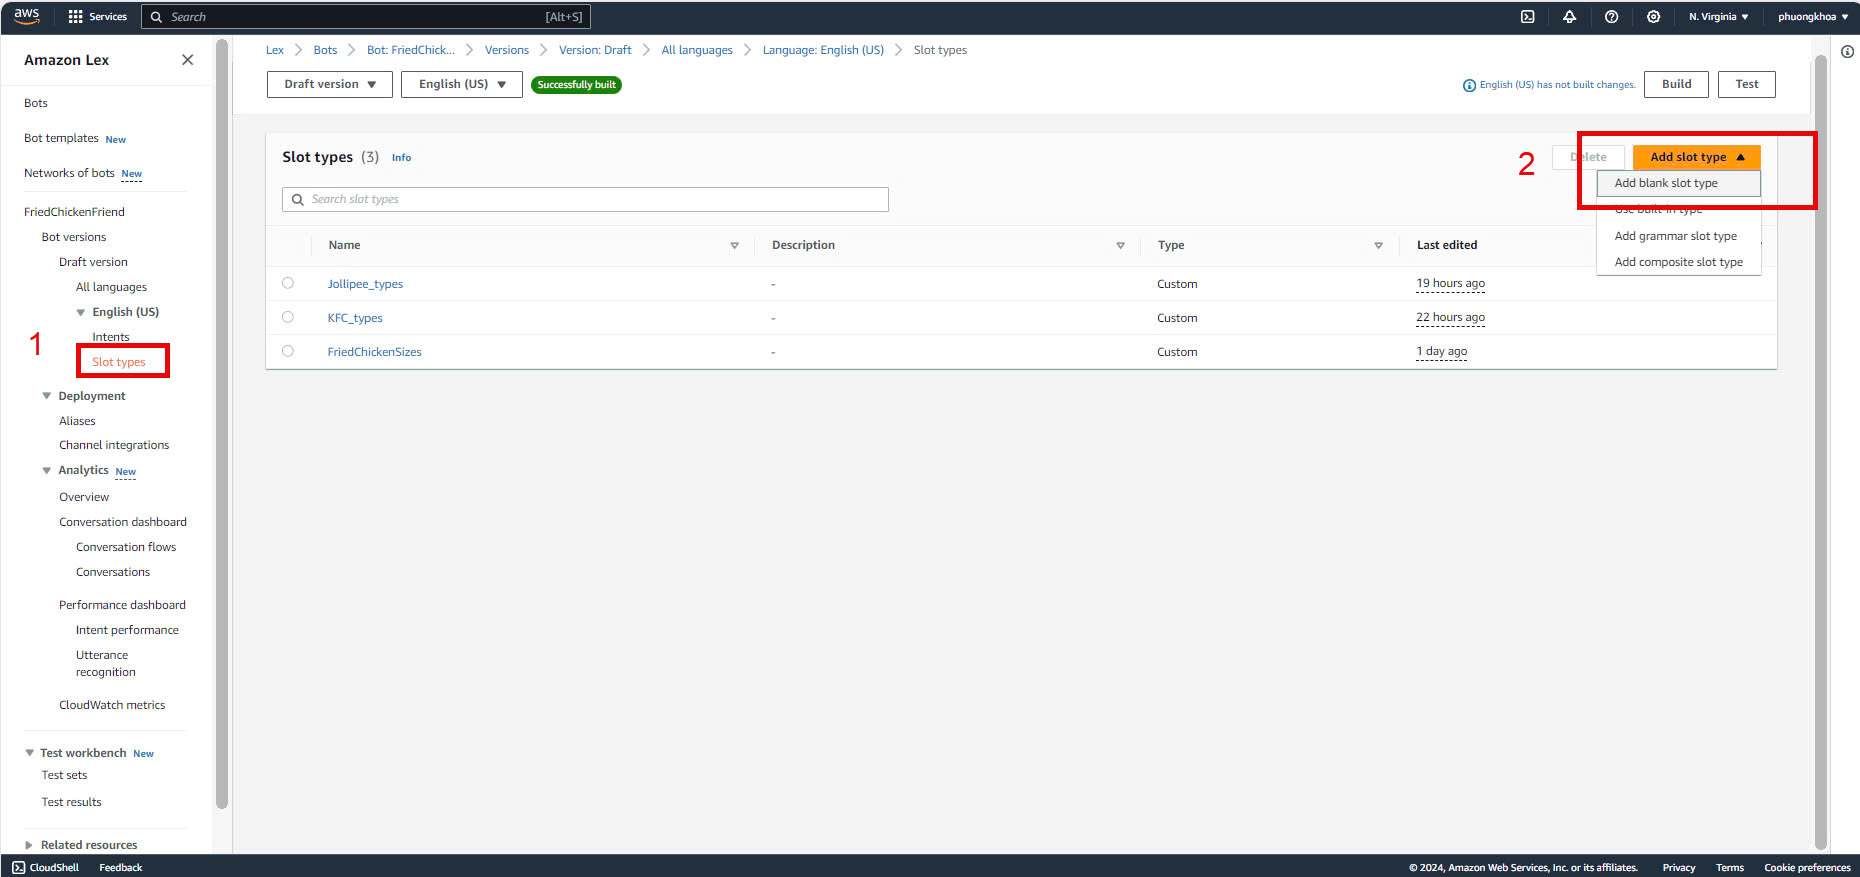 aws Services Search [Alt+S] N. Virginia phuongkhoa
Amazon Lex
Bots
Bot templates New
Networks of bots New
FriedChickenFriend
Bot versions
Draft version
All languages
English (US)
Intents
1
Slot types
Deployment
Aliases
Channel integrations
Analytics New
Overview
Conversation dashboard
Conversation flows
Conversations
Performance dashboard
Intent performance
Utterance
recognition
CloudWatch metrics
Test workbench New
Test sets
Test results
Related resources
Lex Bots Bot: FriedChick... Versions Version: Draft All languages Language: English (US) Slot types
Draft version English (US) Successfully built English (US) has not built changes. Build Test
Slot types (3) Info
2 Delete Add slot type
Add blank slot type
Use built-in type
Add grammar slot type
Add composite slot type
Search slot types
Name Description Type Last edited
Jollipee_types - Custom 19 hours ago
KFC_types - Custom 22 hours ago
FriedChickenSizes - Custom 1 day ago
CloudShell Feedback © 2024, Amazon Web Services, Inc. or its affiliates. Privacy Terms Cookie preferences